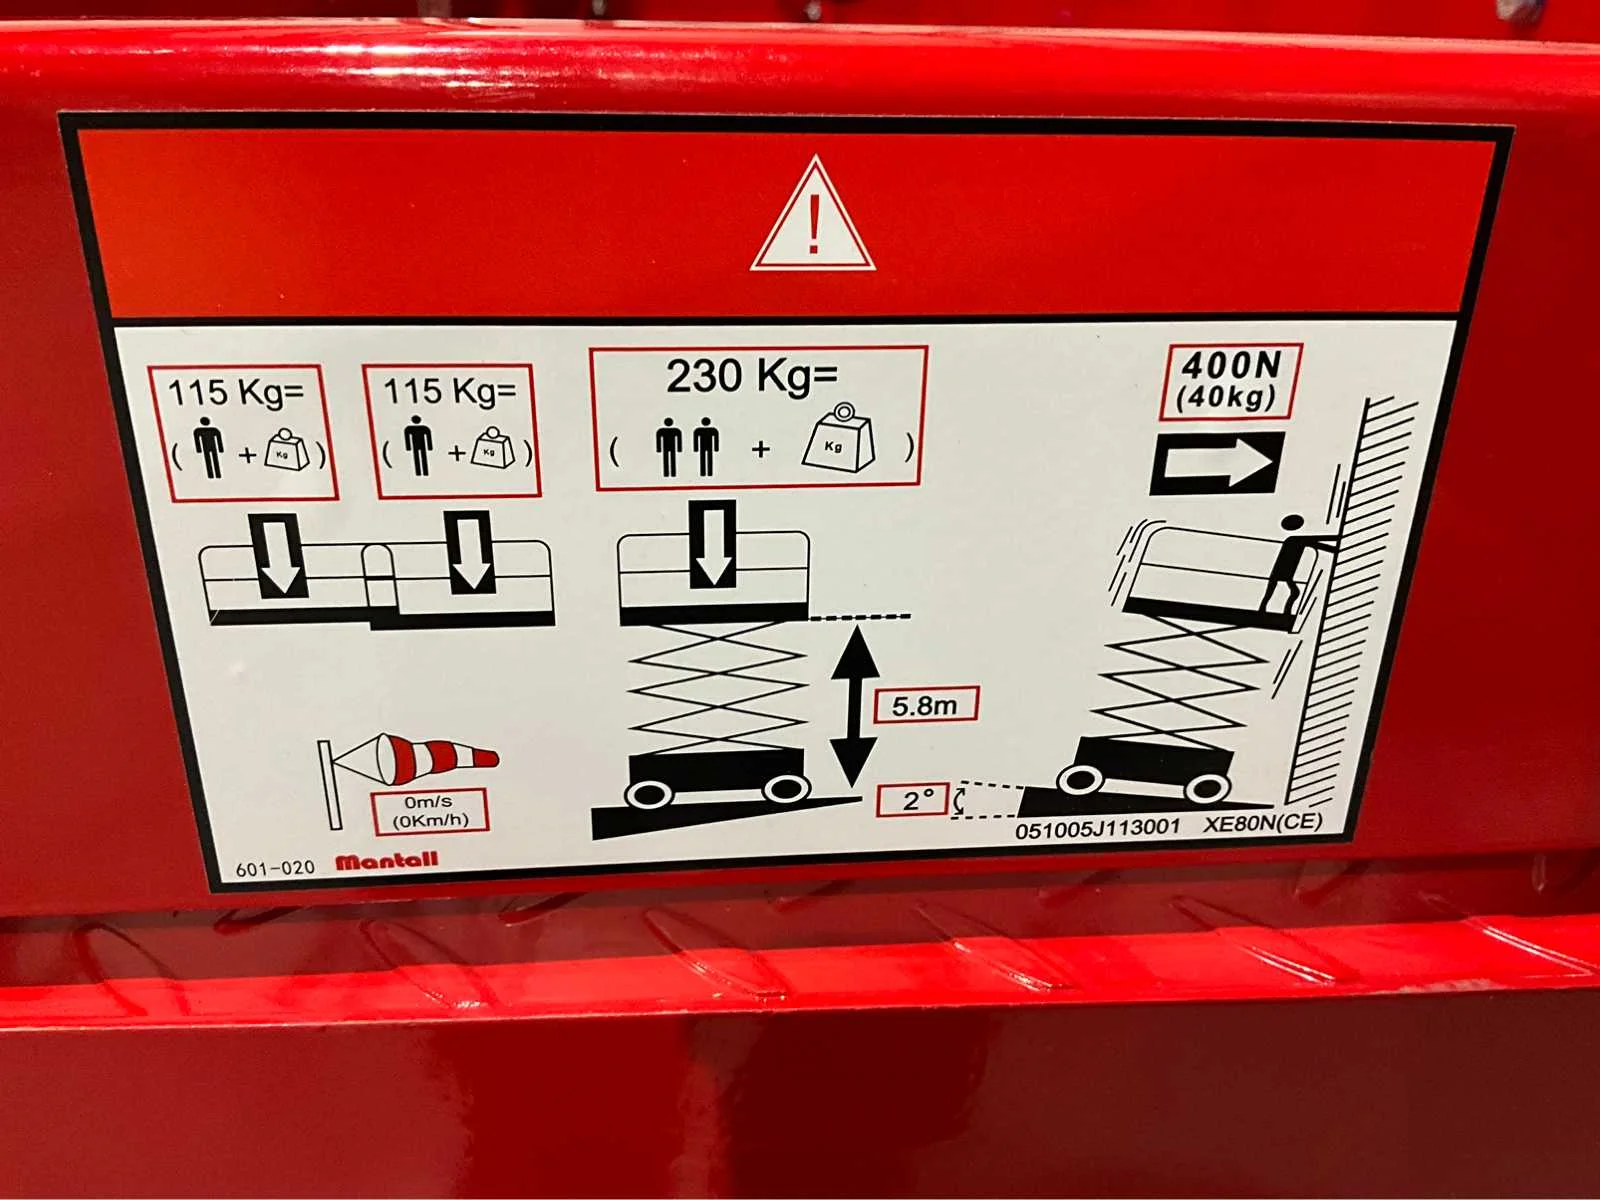 !
115 Kg=
( + Kg )
115 Kg=
( + Kg )
230 Kg=
( + Kg )
400N
(40kg)
5.8m
0m/s
(0Km/h)
2°
051005J113001 XE80N(CE)
601-020 Mantall